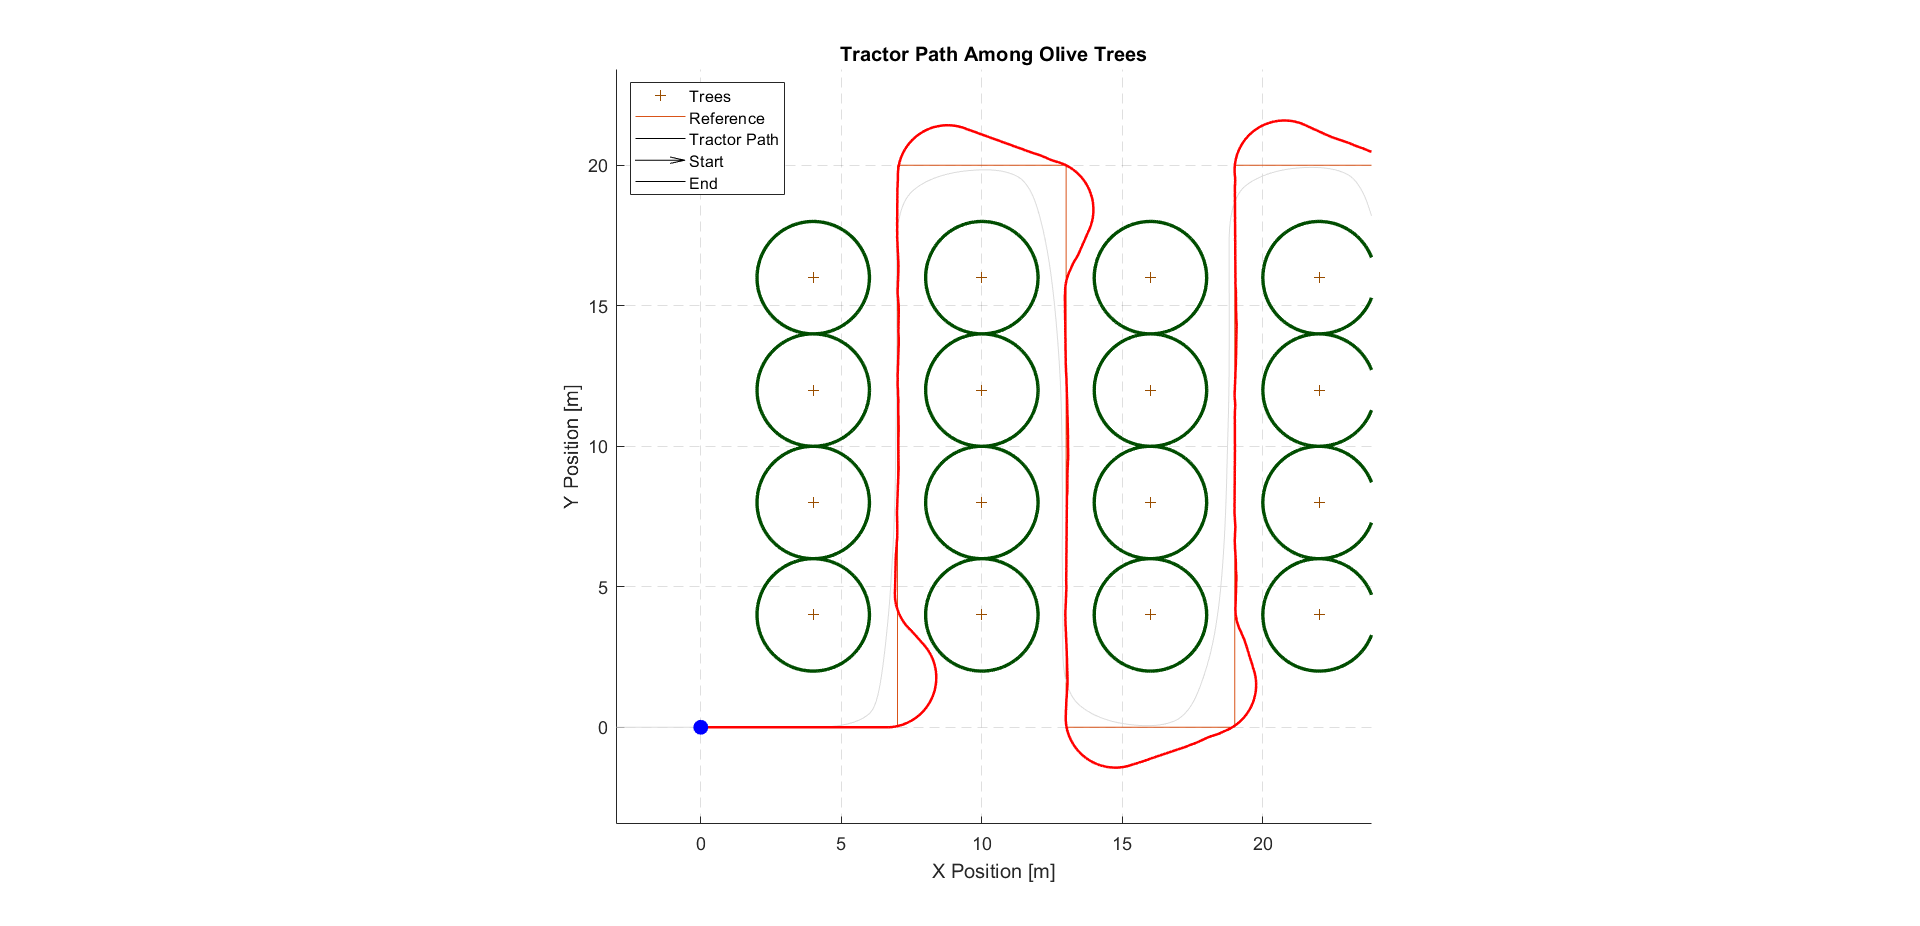 Tractor Path Among Olive Trees
Trees
Reference
Tractor Path
Start
End
20
15
10
5
0
Y Position [m]
0
5
10
15
20
X Position [m]